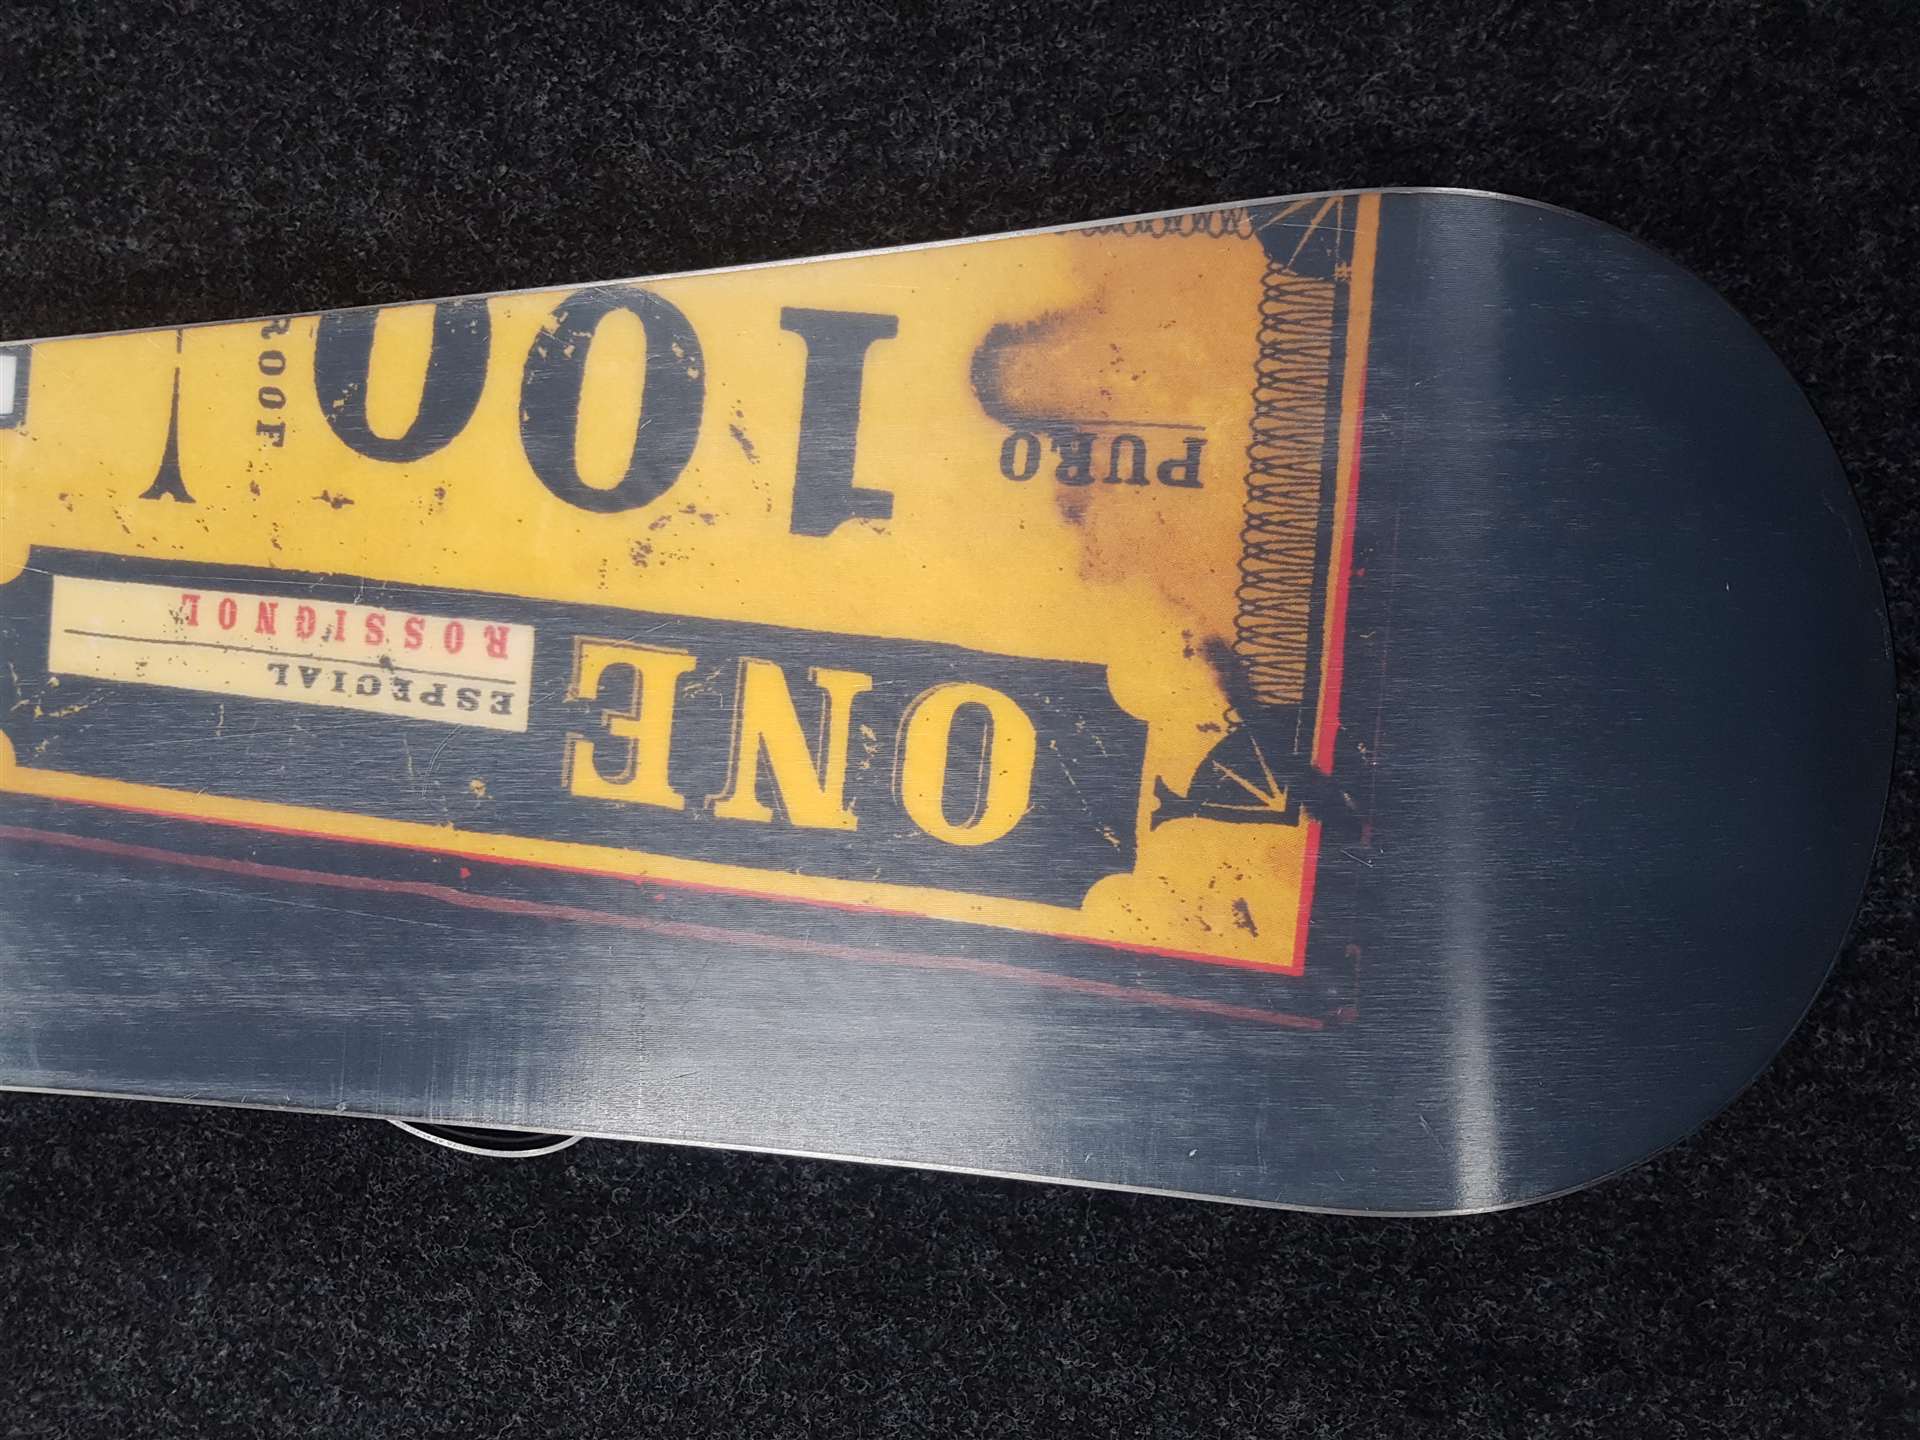 ONE
ESPECIAL
ROSSIGNOL
PURO
100
ROOF